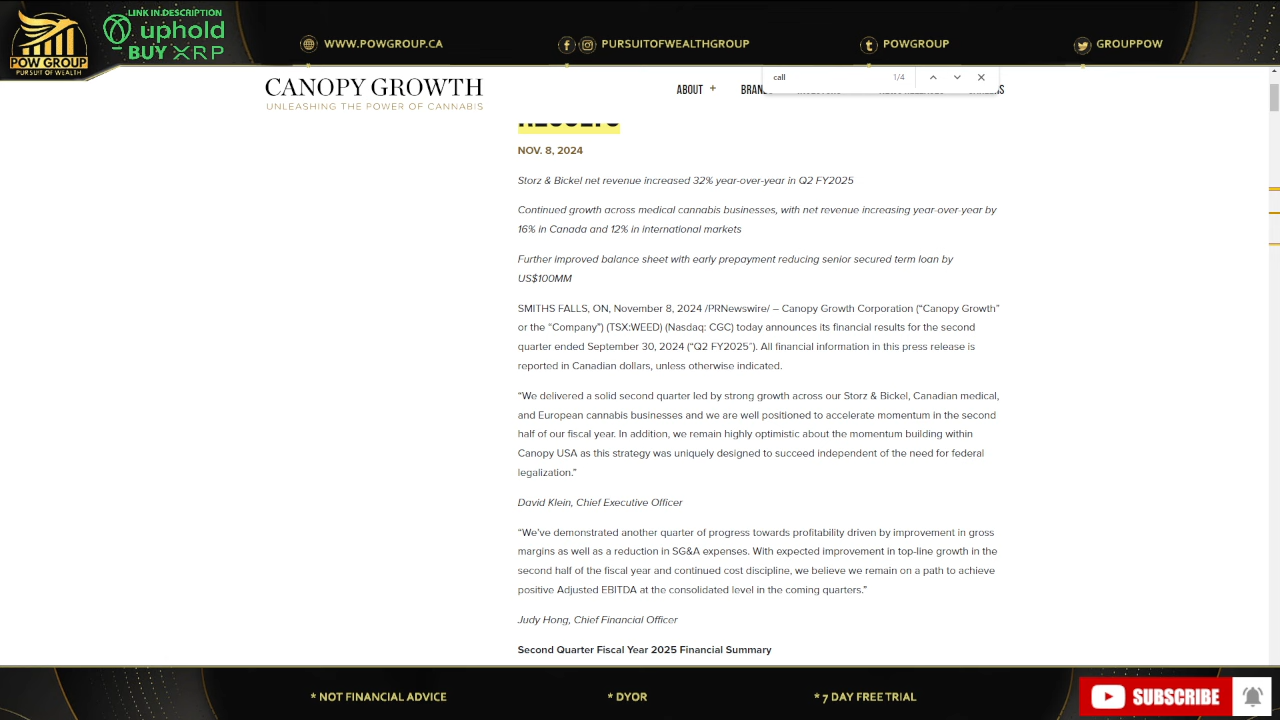 LINK IN DESCRIPTION
uphold
BUY XRP
POW GROUP
PURSUIT OF WEALTH
WWW.POWGROUP.CA
PURSUITOFWEALTHGROUP
POWGROUP
GROUPPOW
call 1/4
CANOPY GROWTH
UNLEASHING THE POWER OF CANNABIS
ABOUT +
RESULTS
NOV. 8, 2024
Storz & Bickel net revenue increased 32% year-over-year in Q2 FY2025
Continued growth across medical cannabis businesses, with net revenue increasing year-over-year by
16% in Canada and 12% in international markets
Further improved balance sheet with early prepayment reducing senior secured term loan by
US$100MM
SMITHS FALLS, ON, November 8, 2024 /PRNewswire/ – Canopy Growth Corporation (“Canopy Growth”
or the “Company”) (TSX:WEED) (Nasdaq: CGC) today announces its financial results for the second
quarter ended September 30, 2024 (“Q2 FY2025”). All financial information in this press release is
reported in Canadian dollars, unless otherwise indicated.
“We delivered a solid second quarter led by strong growth across our Storz & Bickel, Canadian medical,
and European cannabis businesses and we are well positioned to accelerate momentum in the second
half of our fiscal year. In addition, we remain highly optimistic about the momentum building within
Canopy USA as this strategy was uniquely designed to succeed independent of the need for federal
legalization.”
David Klein, Chief Executive Officer
“We’ve demonstrated another quarter of progress towards profitability driven by improvement in gross
margins as well as a reduction in SG&A expenses. With expected improvement in top-line growth in the
second half of the fiscal year and continued cost discipline, we believe we remain on a path to achieve
positive Adjusted EBITDA at the consolidated level in the coming quarters.”
Judy Hong, Chief Financial Officer
Second Quarter Fiscal Year 2025 Financial Summary
* NOT FINANCIAL ADVICE
* DYOR
* 7 DAY FREE TRIAL
SUBSCRIBE